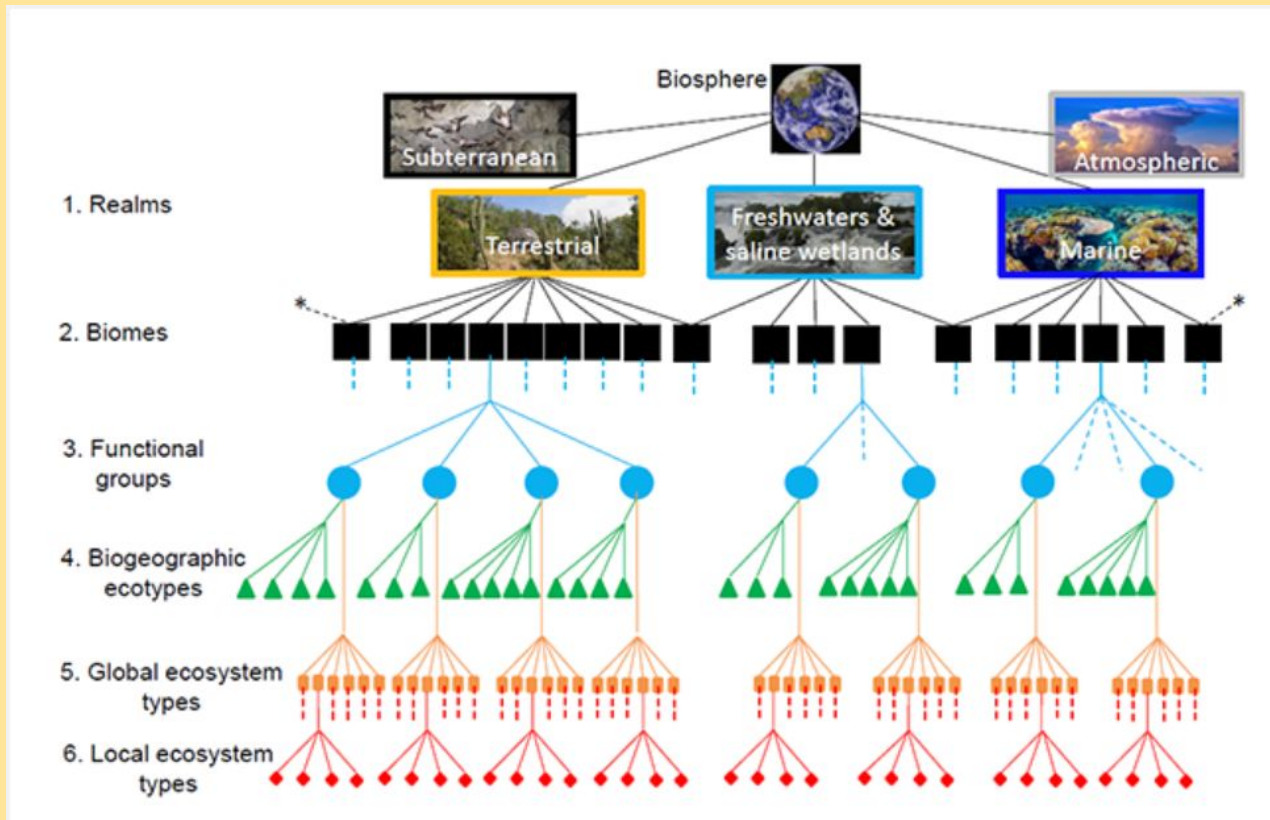 Biosphere
Subterranean
Atmospheric
1. Realms
Terrestrial
Freshwaters &
saline wetlands
Marine
*
*
2. Biomes
3. Functional
groups
4. Biogeographic
ecotypes
5. Global ecosystem
types
6. Local ecosystem
types